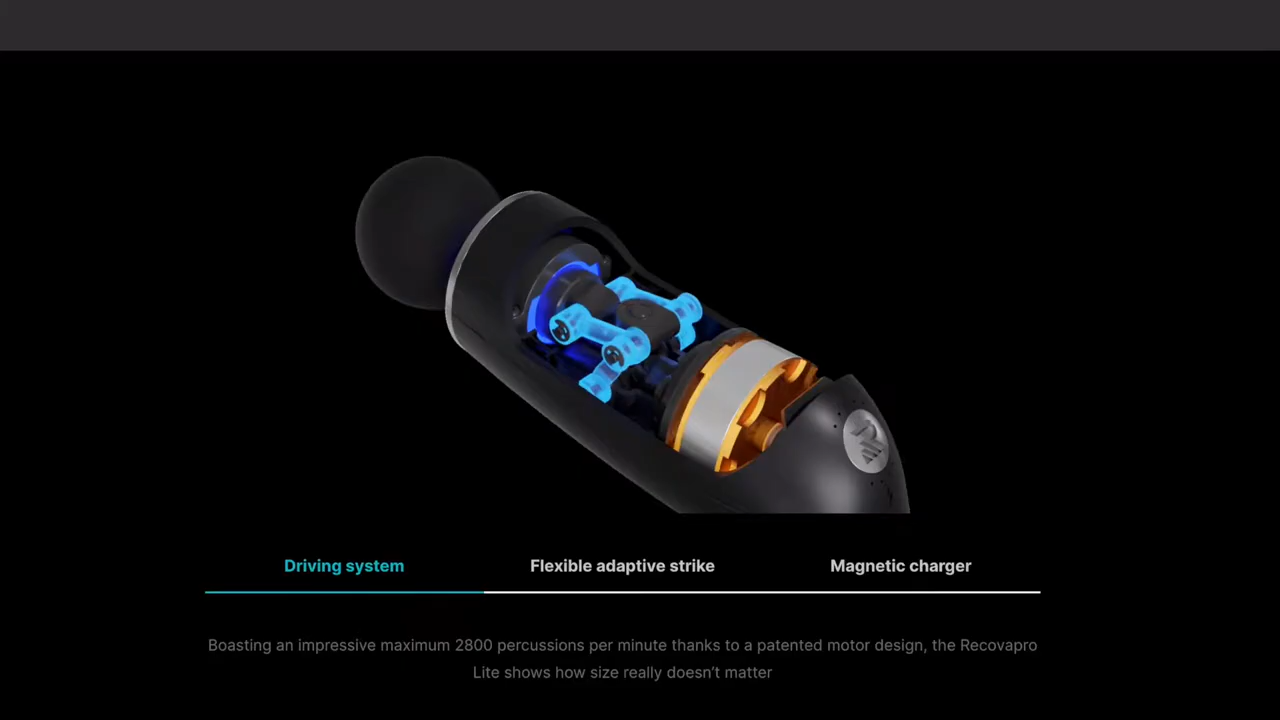 Driving system
Flexible adaptive strike
Magnetic charger
Boasting an impressive maximum 2800 percussions per minute thanks to a patented motor design, the Recovapro
Lite shows how size really doesn’t matter